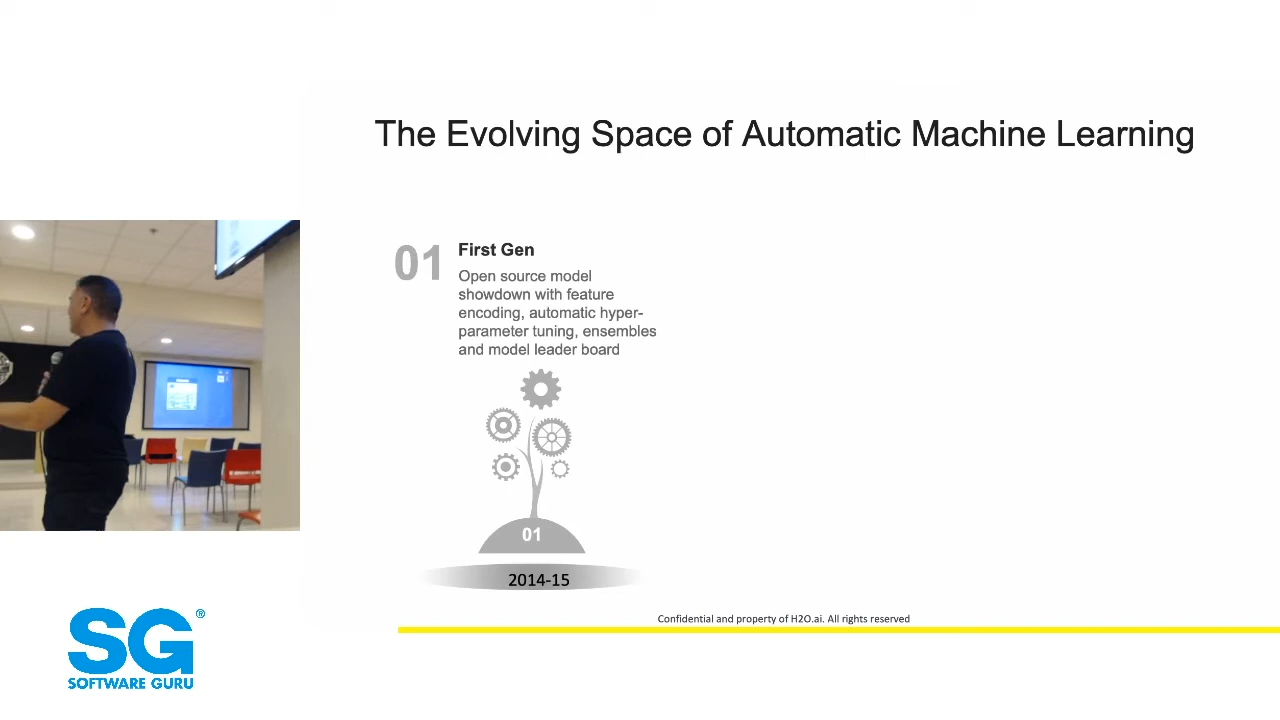 The Evolving Space of Automatic Machine Learning
01
First Gen
Open source model
showdown with feature
encoding, automatic hyper-
parameter tuning, ensembles
and model leader board
01
2014-15
Confidential and property of H2O.ai. All rights reserved
SG®
SOFTWARE GURU